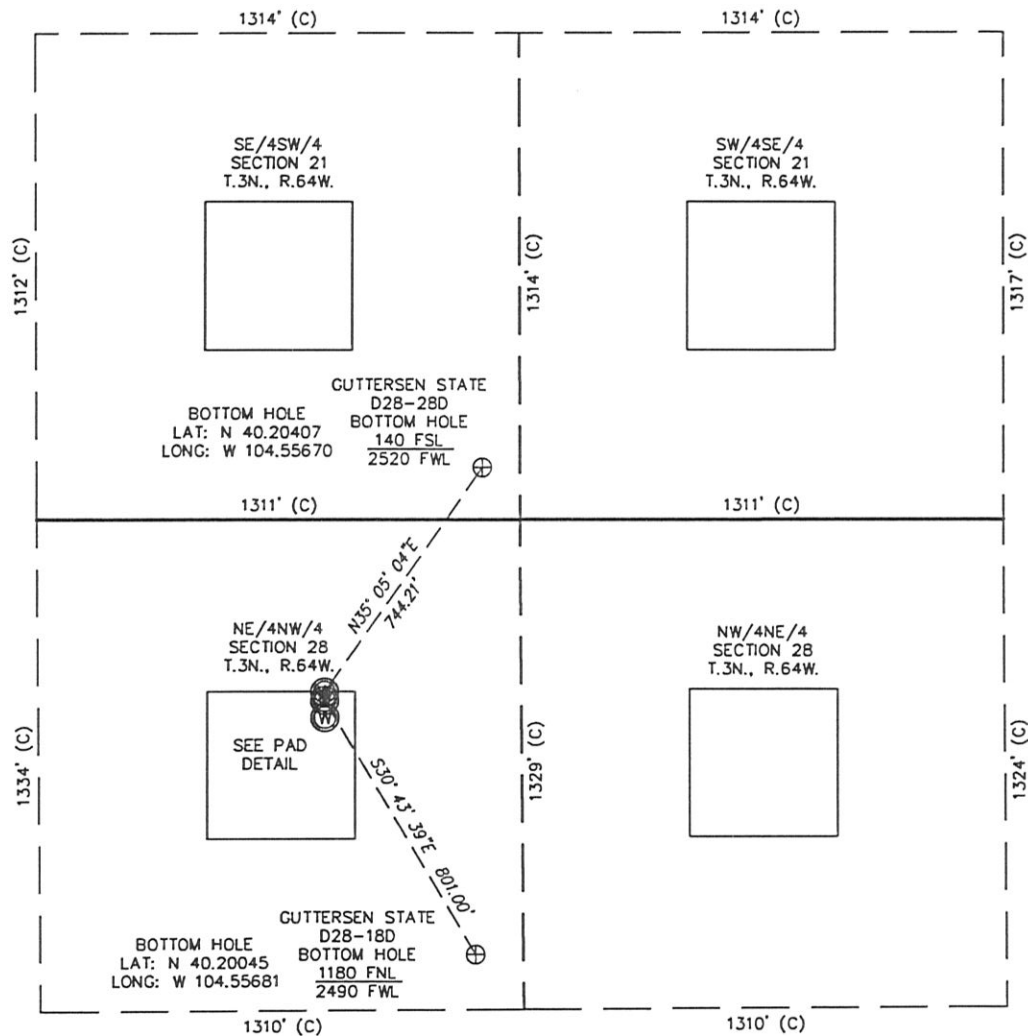 1314' (C)
1314' (C)
SE/4SW/4
SECTION 21
T.3N., R.64W.
SW/4SE/4
SECTION 21
T.3N., R.64W.
1312' (C)
1314' (C)
1317' (C)
GUTTERSEN STATE
D28-28D
BOTTOM HOLE
140 FSL
2520 FWL
BOTTOM HOLE
LAT: N 40.20407
LONG: W 104.55670
1311' (C)
1311' (C)
N35° 05' 04"E
744.21'
NE/4NW/4
SECTION 28
T.3N., R.64W.
NW/4NE/4
SECTION 28
T.3N., R.64W.
W
SEE PAD
DETAIL
1334' (C)
1329' (C)
1324' (C)
S30° 43' 39"E 801.00'
GUTTERSEN STATE
D28-18D
BOTTOM HOLE
1180 FNL
2490 FWL
BOTTOM HOLE
LAT: N 40.20045
LONG: W 104.55681
1310' (C)
1310' (C)